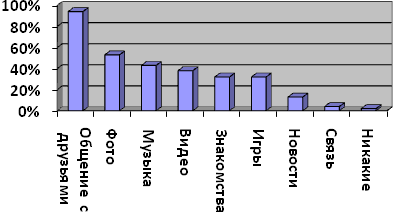 100%
80%
60%
40%
20%
0%
Общение с
друзьями
Фото
Музыка
Видео
Знакомства
Игры
Новости
Связь
Никакие